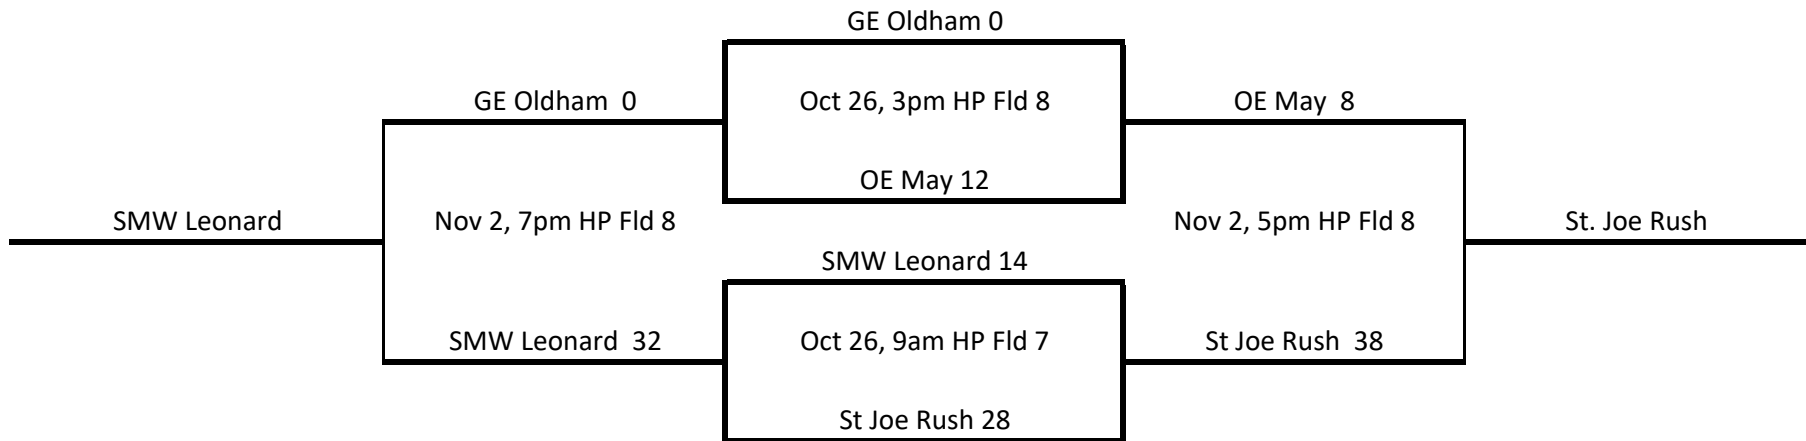 GE Oldham 0
GE Oldham  0
Oct 26, 3pm HP Fld 8
OE May  8
OE May 12
SMW Leonard
Nov 2, 7pm HP Fld 8
Nov 2, 5pm HP Fld 8
St. Joe Rush
SMW Leonard 14
SMW Leonard  32
Oct 26, 9am HP Fld 7
St Joe Rush  38
St Joe Rush 28